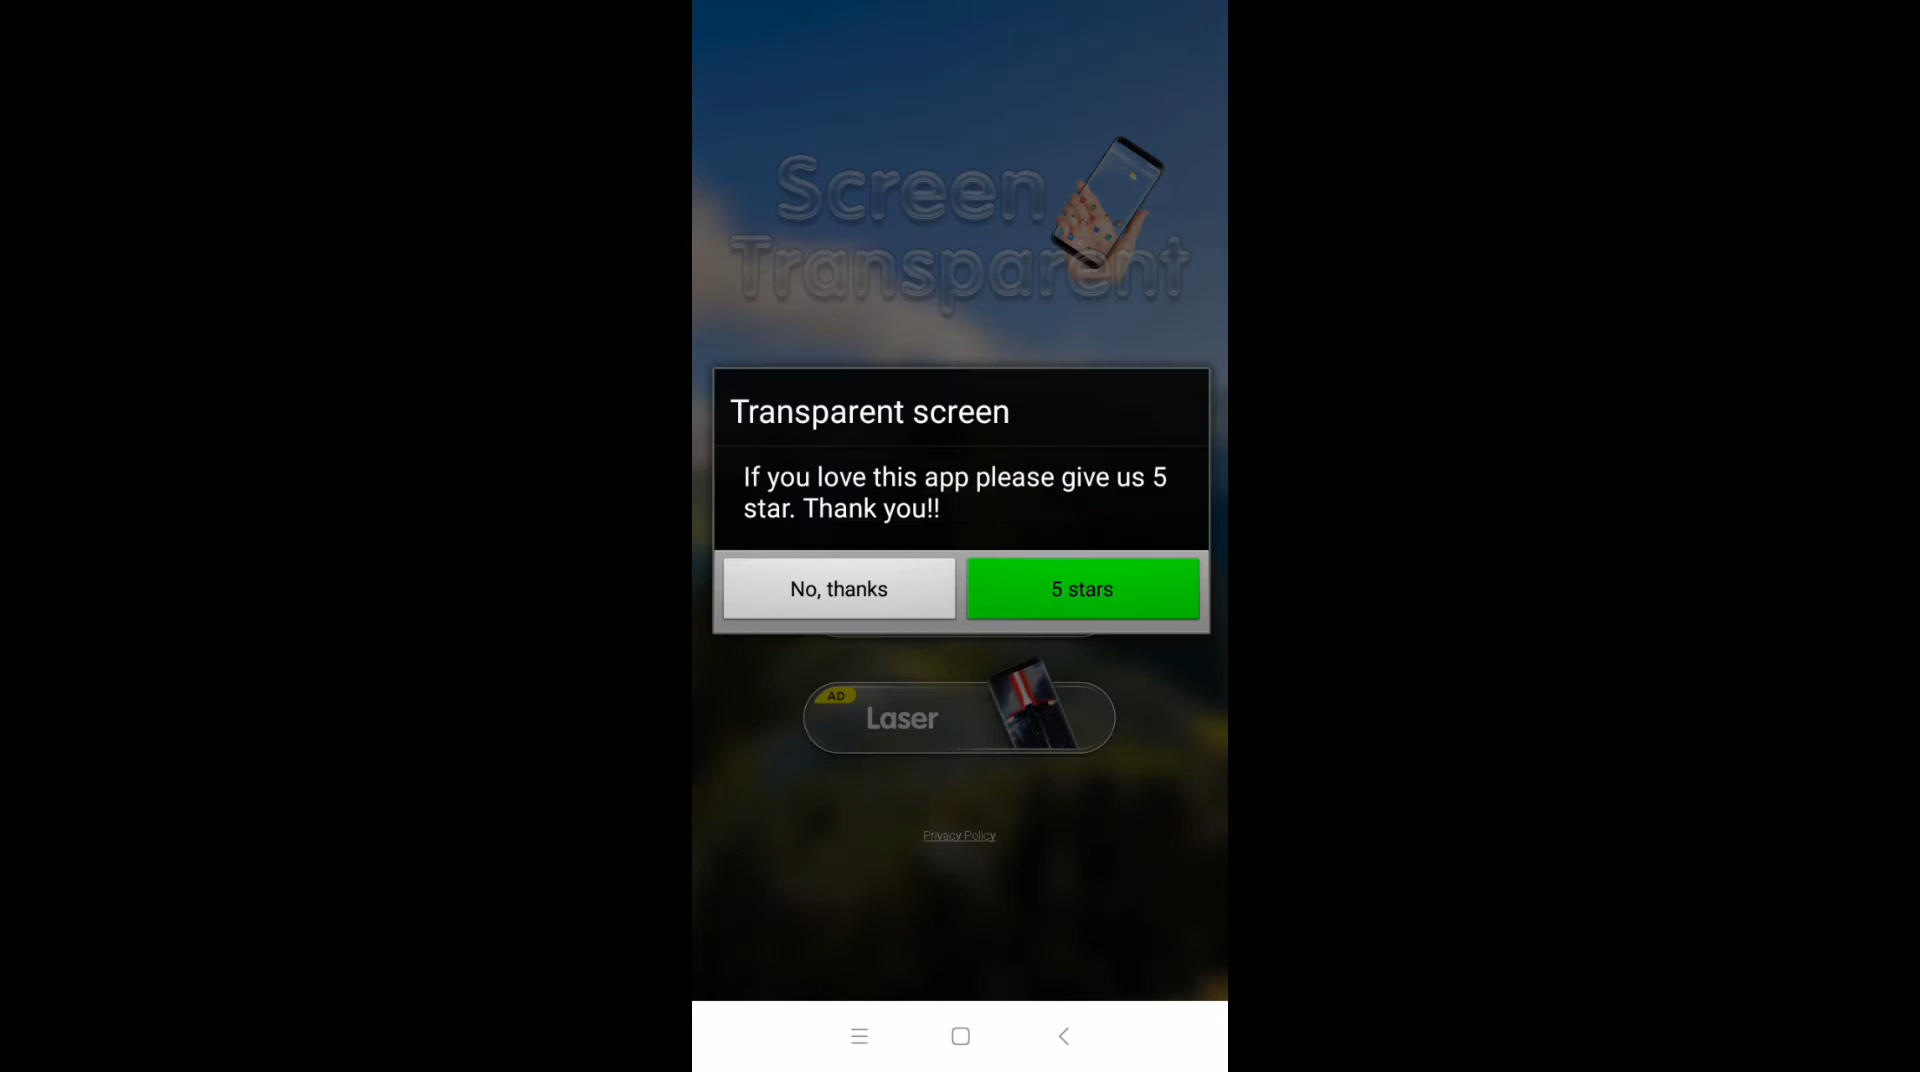 Screen
Transparent
Transparent screen
If you love this app please give us 5
star. Thank you!!
No, thanks
5 stars
AD
Laser
Privacy Policy